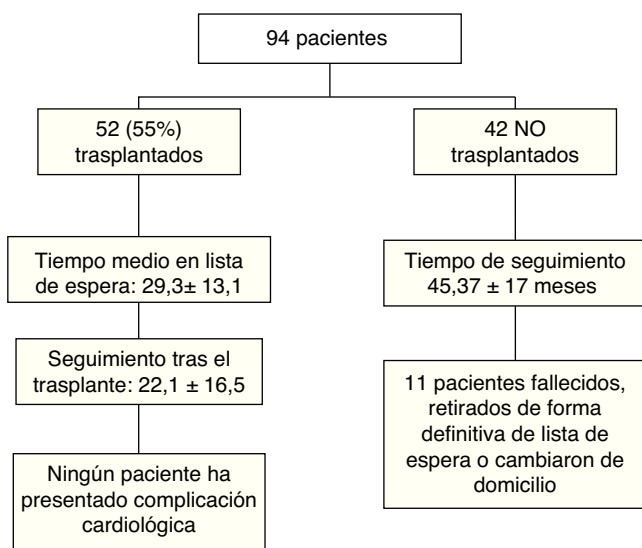 94 pacientes
52 (55%)
trasplantados
Tiempo medio en lista
de espera: 29,3± 13,1
Seguimiento tras el
trasplante: 22,1 ± 16,5
Ningún paciente ha
presentado complicación
cardiológica
42 NO
trasplantados
Tiempo de seguimiento
45,37 ± 17 meses
11 pacientes fallecidos,
retirados de forma
definitiva de lista de
espera o cambiaron de
domicilio